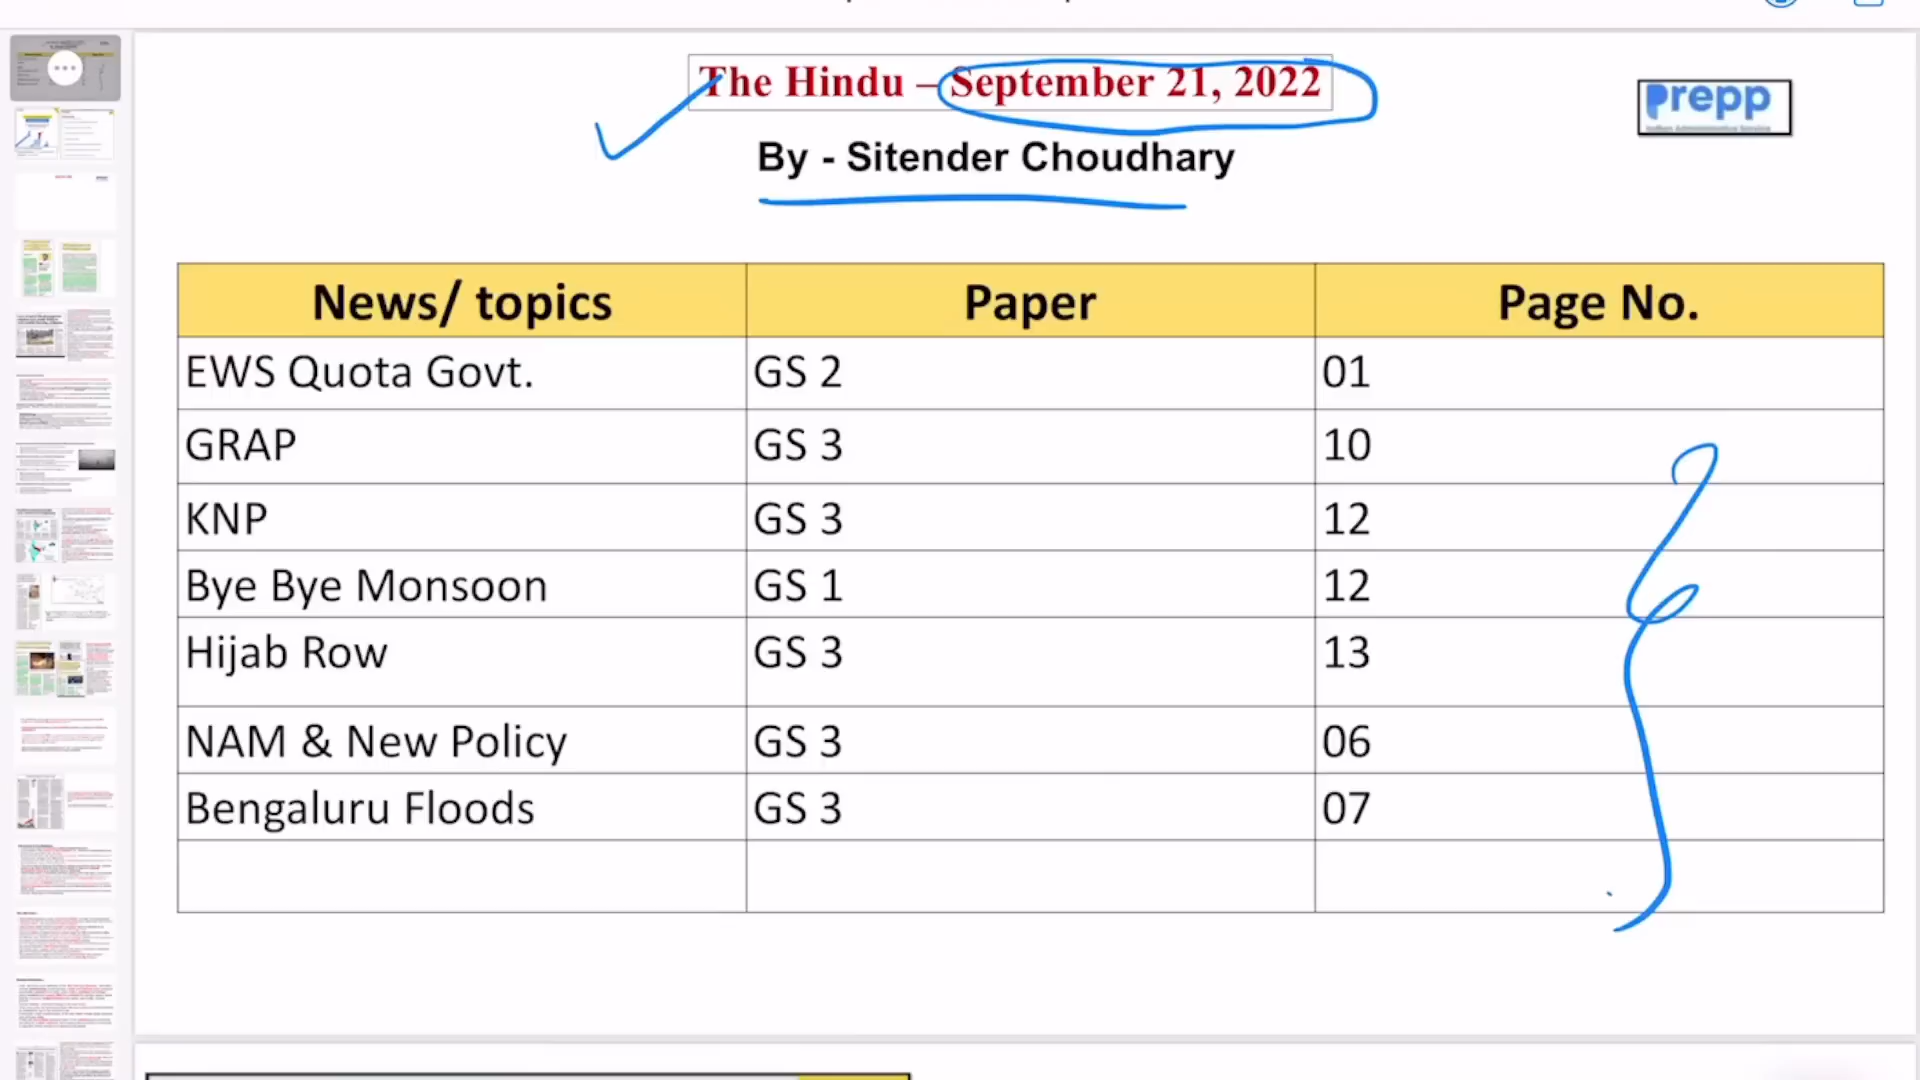 The Hindu – September 21, 2022
prepp
By - Sitender Choudhary
News/ topics Paper Page No.
EWS Quota Govt. GS 2 01
GRAP GS 3 10
KNP GS 3 12
Bye Bye Monsoon GS 1 12
Hijab Row GS 3 13
NAM & New Policy GS 3 06
Bengaluru Floods GS 3 07